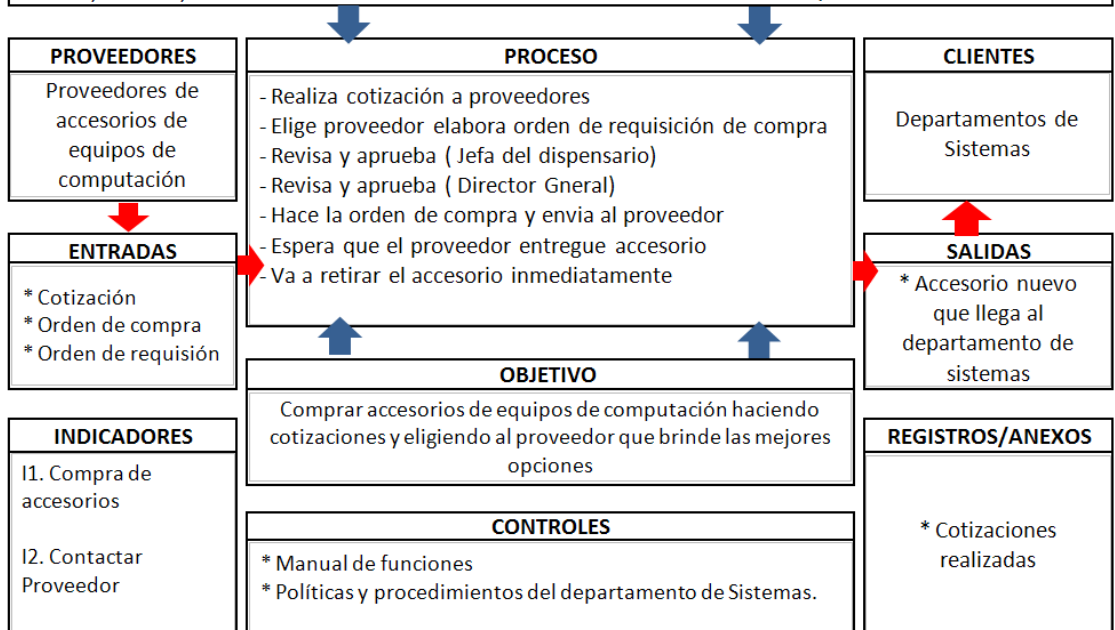 PROVEEDORES
Proveedores de
accesorios de
equipos de
computación
PROCESO
- Realiza cotización a proveedores
- Elige proveedor elabora orden de requisición de compra
- Revisa y aprueba ( Jefa del dispensario)
- Revisa y aprueba ( Director Gneral)
- Hace la orden de compra y envia al proveedor
- Espera que el proveedor entregue accesorio
- Va a retirar el accesorio inmediatamente
CLIENTES
Departamentos de
Sistemas
ENTRADAS
* Cotización
* Orden de compra
* Orden de requisión
SALIDAS
* Accesorio nuevo
que llega al
departamento de
sistemas
OBJETIVO
Comprar accesorios de equipos de computación haciendo
cotizaciones y eligiendo al proveedor que brinde las mejores
opciones
INDICADORES
I1. Compra de
accesorios
I2. Contactar
Proveedor
CONTROLES
* Manual de funciones
* Políticas y procedimientos del departamento de Sistemas.
REGISTROS/ANEXOS
* Cotizaciones
realizadas